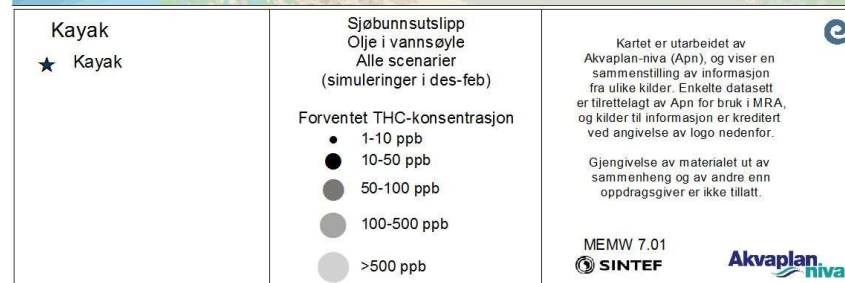 Kayak
Kayak
Sjøbunnsutslipp
Olje i vannsøyle
Alle scenarier
(simuleringer i des-feb)
Forventet THC-konsentrasjon
1-10 ppb
10-50 ppb
50-100 ppb
100-500 ppb
>500 ppb
Kartet er utarbeidet av
Akvaplan-niva (Apn), og viser en
sammenstilling av informasjon
fra ulike kilder. Enkelte datasett
er tilrettelagt av Apn for bruk i MRA,
og kilder til informasjon er kreditert
ved angivelse av logo nedenfor.
Gjengivelse av materialet ut av
sammenheng og av andre enn
oppdragsgiver er ikke tillatt.
MEMW 7.01
SINTEF
Akvaplan
niva